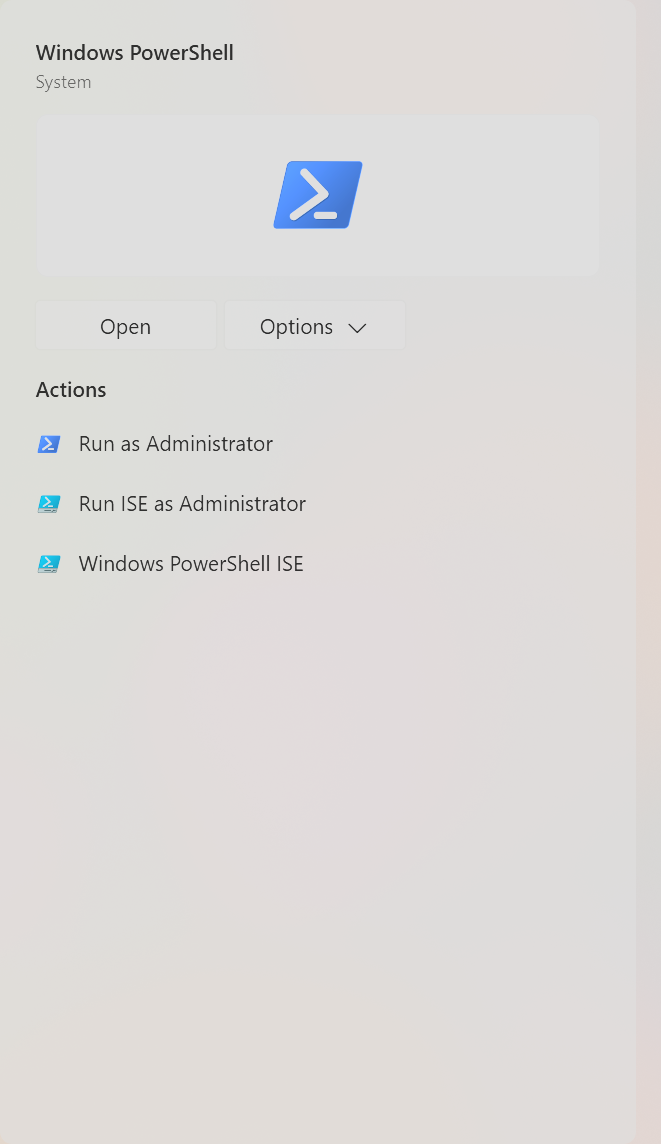 Windows PowerShell
System
Open
Options
Actions
Run as Administrator
Run ISE as Administrator
Windows PowerShell ISE